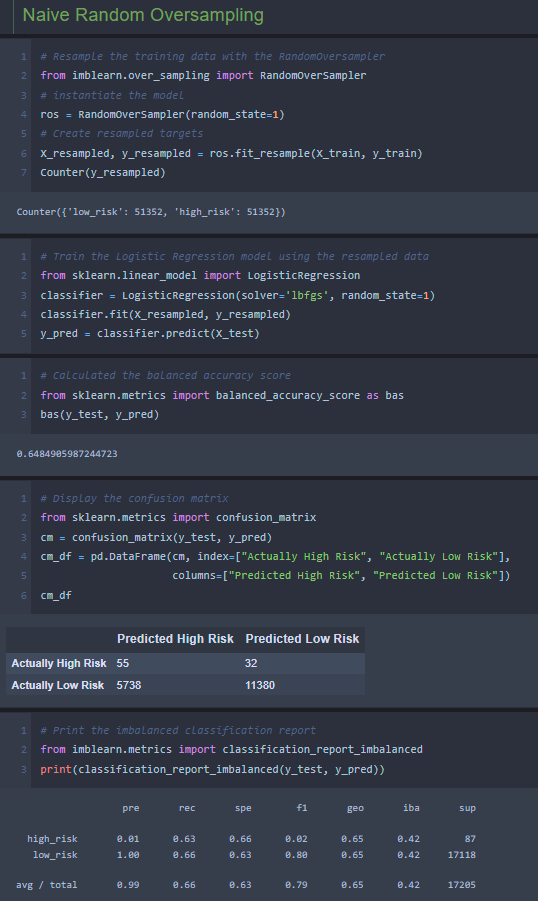 Naive Random Oversampling
1 # Resample the training data with the RandomOversampler
2 from imblearn.over_sampling import RandomOverSampler
3 # instantiate the model
4 ros = RandomOverSampler(random_state=1)
5 # Create resampled targets
6 X_resampled, y_resampled = ros.fit_resample(X_train, y_train)
7 Counter(y_resampled)
Counter({'low_risk': 51352, 'high_risk': 51352})
1 # Train the Logistic Regression model using the resampled data
2 from sklearn.linear_model import LogisticRegression
3 classifier = LogisticRegression(solver='lbfgs', random_state=1)
4 classifier.fit(X_resampled, y_resampled)
5 y_pred = classifier.predict(X_test)
1 # Calculated the balanced accuracy score
2 from sklearn.metrics import balanced_accuracy_score as bas
3 bas(y_test, y_pred)
0.6484905987244723
1 # Display the confusion matrix
2 from sklearn.metrics import confusion_matrix
3 cm = confusion_matrix(y_test, y_pred)
4 cm_df = pd.DataFrame(cm, index=["Actually High Risk", "Actually Low Risk"],
5 columns=["Predicted High Risk", "Predicted Low Risk"])
6 cm_df
Predicted High Risk Predicted Low Risk
Actually High Risk 55 32
Actually Low Risk 5738 11380
1 # Print the imbalanced classification report
2 from imblearn.metrics import classification_report_imbalanced
3 print(classification_report_imbalanced(y_test, y_pred))
pre rec spe f1 geo iba sup
high_risk 0.01 0.63 0.66 0.02 0.65 0.42 87
low_risk 1.00 0.66 0.63 0.80 0.65 0.42 17118
avg / total 0.99 0.66 0.63 0.79 0.65 0.42 17205